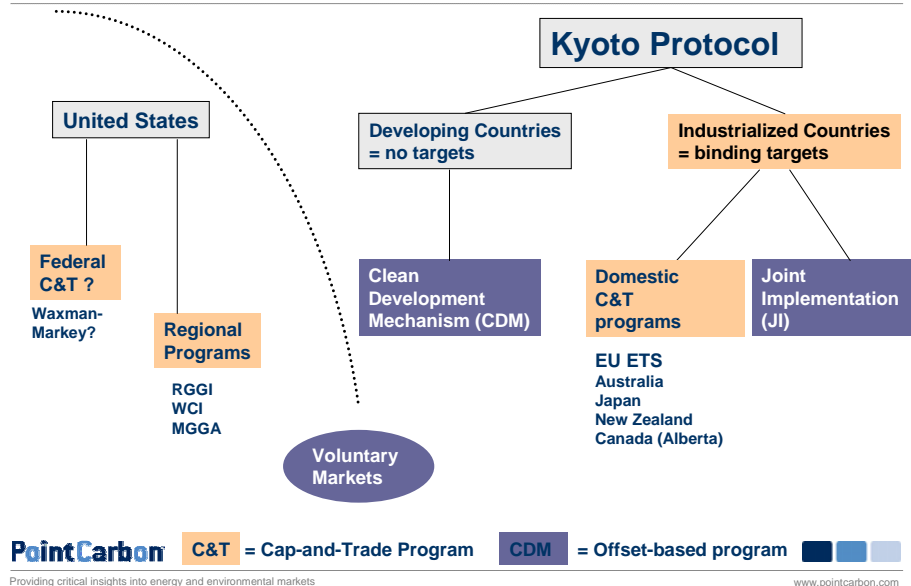 Kyoto Protocol
United States
Developing Countries
= no targets
Industrialized Countries
= binding targets
Federal
C&T ?
Waxman-
Markey?
Regional
Programs
RGGI
WCI
MGGA
Clean
Development
Mechanism (CDM)
Domestic
C&T
programs
EU ETS
Australia
Japan
New Zealand
Canada (Alberta)
Joint
Implementation
(JI)
Voluntary
Markets
PointCarbon
C&T = Cap-and-Trade Program
CDM = Offset-based program
Providing critical insights into energy and environmental markets
www.pointcarbon.com